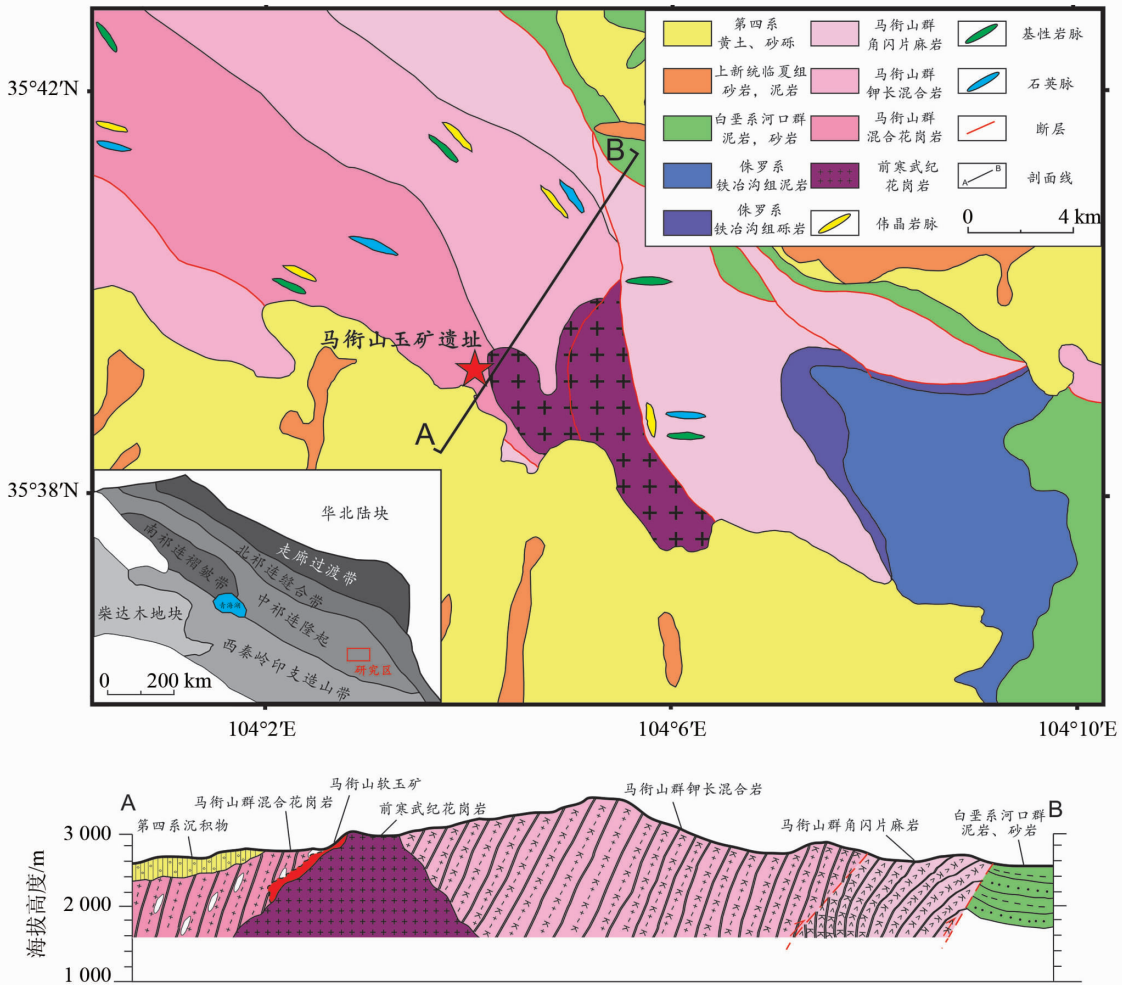 35°42′N
35°38′N
104°2′E
104°6′E
104°10′E
B
A
马衔山玉矿遗址
第四系
黄土、砂砾
上新统临夏组
砂岩，泥岩
白垩系河口群
泥岩，砂岩
侏罗系
铁冶沟组泥岩
侏罗系
铁冶沟组砾岩
马衔山群
角闪片麻岩
马衔山群
钾长混合岩
马衔山群
混合花岗岩
前寒武纪
花岗岩
伟晶岩脉
基性岩脉
石英脉
断层
A B
剖面线
0 4 km
华北陆块
走廊过渡带
北祁连缝合带
南祁连褶皱带
中祁连隆起
青海湖
柴达木地块
西秦岭印支造山带
研究区
0 200 km
A
B
第四系沉积物
马衔山群混合花岗岩
马衔山软玉矿
前寒武纪花岗岩
马衔山群钾长混合岩
马衔山群角闪片麻岩
白垩系河口群
泥岩、砂岩
海拔高度/m
3 000
2 000
1 000